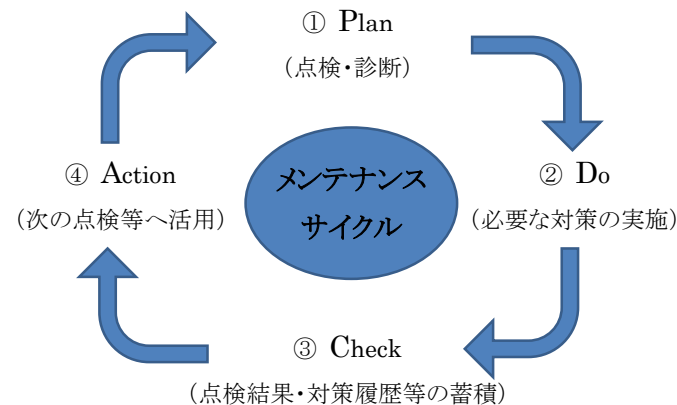 ① Plan
（点検・診断）
② Do
（必要な対策の実施）
③ Check
（点検結果・対策履歴等の蓄積）
④ Action
（次の点検等へ活用）
メンテナンス
サイクル